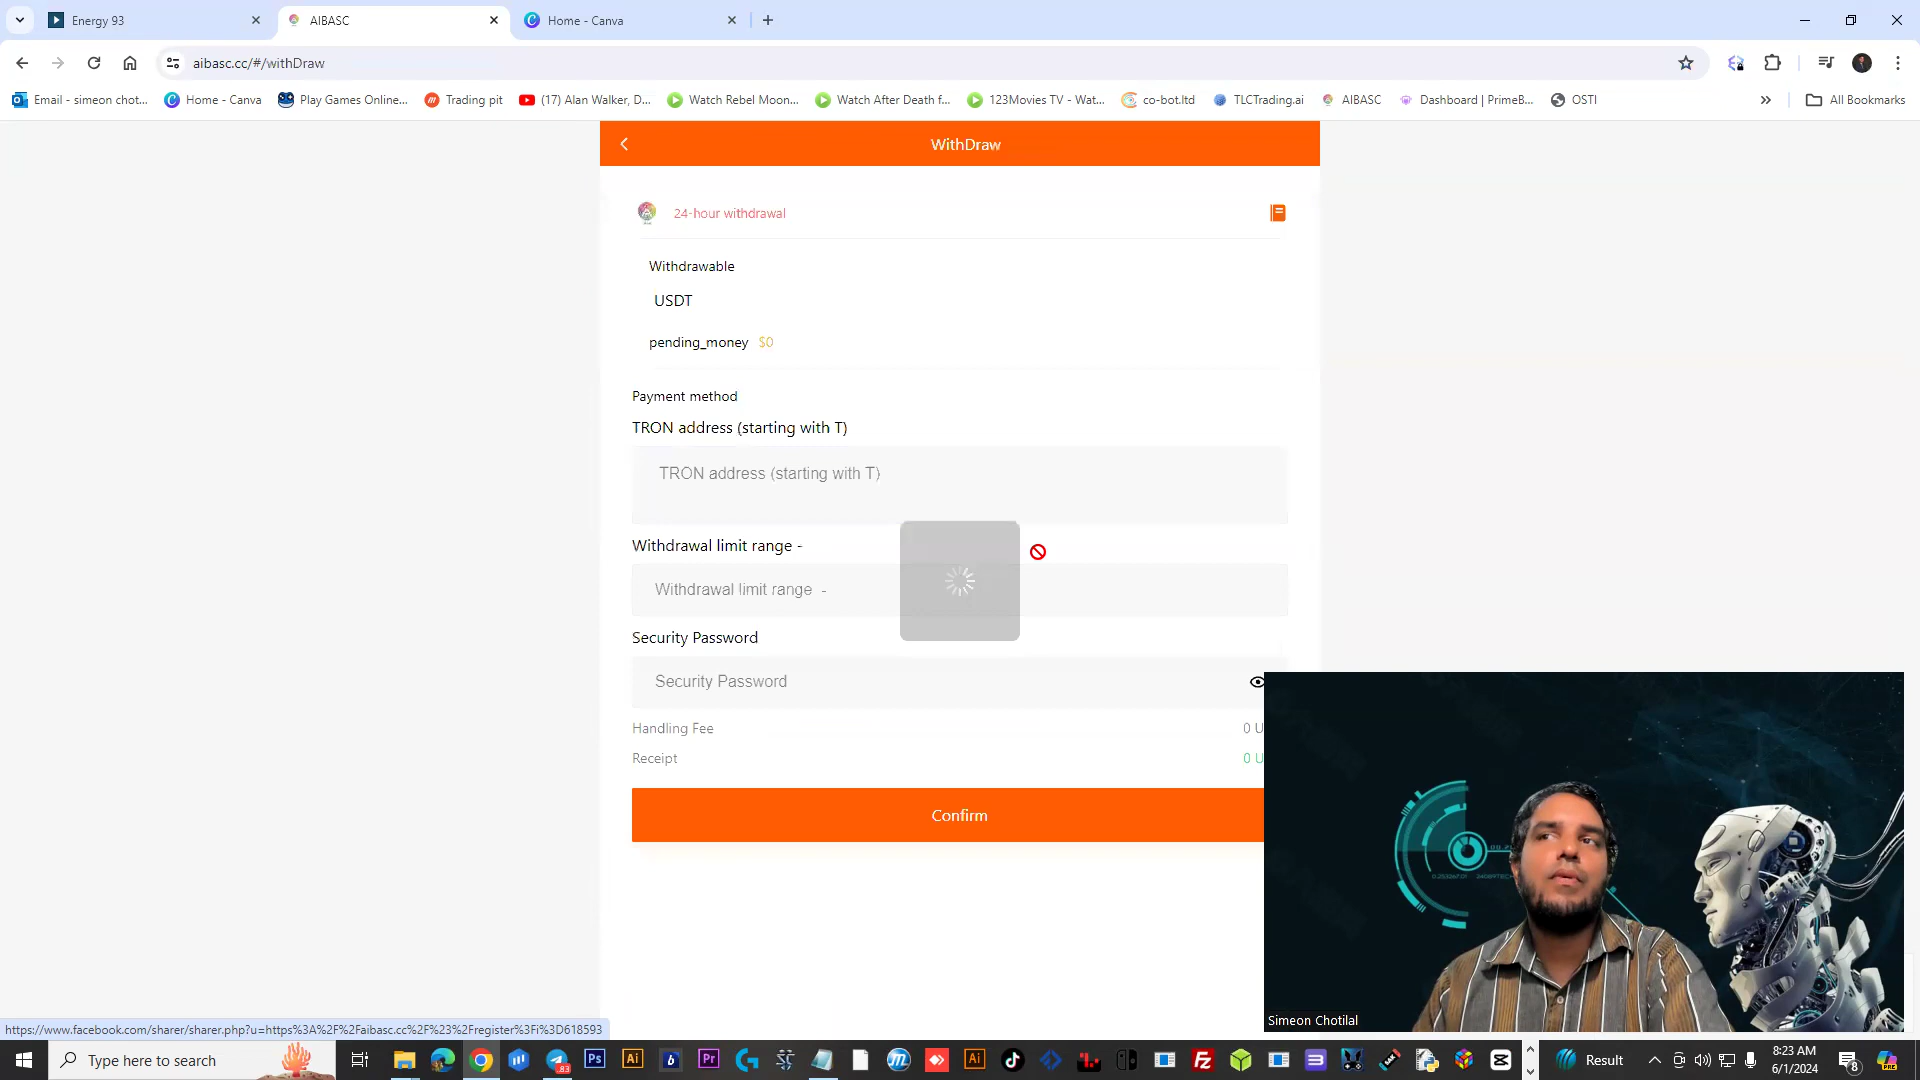 Energy 93
AIBASC
Home - Canva
aibasc.cc/#/withDraw
Email - simeon chot...
Home - Canva
Play Games Online...
Trading pit
(17) Alan Walker, D...
Watch Rebel Moon...
Watch After Death f...
123Movies TV - Wat...
co-bot.ltd
TLCTrading.ai
AIBASC
Dashboard | PrimeB...
OSTI
All Bookmarks
WithDraw
24-hour withdrawal
Withdrawable
USDT
pending_money $0
Payment method
TRON address (starting with T)
TRON address (starting with T)
Withdrawal limit range -
Withdrawal limit range -
Security Password
Security Password
Handling Fee 0 U
Receipt 0 U
Confirm
Simeon Chotilal
https://www.facebook.com/sharer/sharer.php?u=https%3A%2F%2Faibasc.cc%2F%23%2Fregister%3Fi%3D618593
Type here to search
Result
8:23 AM
6/1/2024